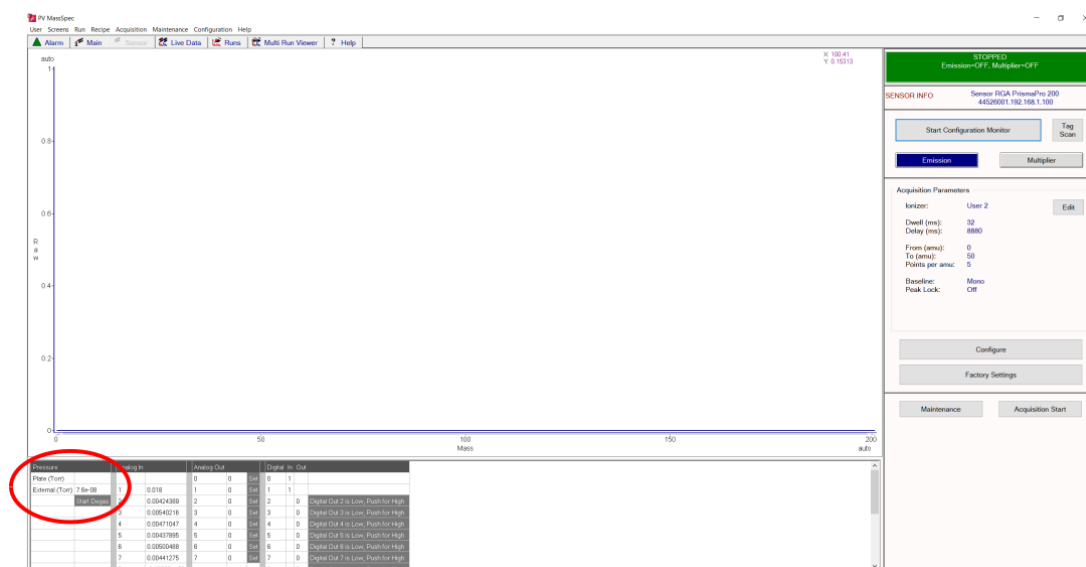 PV MassSpec
User Screens Run Recipe Acquisition Maintenance Configuration Help
Alarm Main Sensor Live Data Runs Multi Run Viewer ? Help
auto
X: 100.41
Y: 0.15313
1
0.8
0.6
Raw
0.4
0.2
0
0 50 100 150 200
Mass
auto
STOPPED
Emission=OFF, Multiplier=OFF
SENSOR INFO
Sensor RGA PrismaPro 200
44526001,192.168.1.100
Start Configuration Monitor
Tag
Scan
Emission Multiplier
Acquisition Parameters
Ionizer: User 2
Edit
Dwell (ms): 32
Delay (ms): 8880
From (amu): 0
To (amu): 50
Points per amu: 5
Baseline: Mono
Peak Lock: Off
Configure
Factory Settings
Maintenance Acquisition Start
Pressure Analog In Analog Out Digital In Out
Plate (Torr) 0 0 Set 0 1
External (Torr) 7.6e-08 1 0.018 1 0 Set 1 1
Start Degas 2 0.00424369 2 0 Set 2 0 Digital Out 2 is Low, Push for High
3 0.00540216 3 0 Set 3 0 Digital Out 3 is Low, Push for High
4 0.00471047 4 0 Set 4 0 Digital Out 4 is Low, Push for High
5 0.00437895 5 0 Set 5 0 Digital Out 5 is Low, Push for High
6 0.00500488 6 0 Set 6 0 Digital Out 6 is Low, Push for High
7 0.00441275 7 0 Set 7 0 Digital Out 7 is Low, Push for High